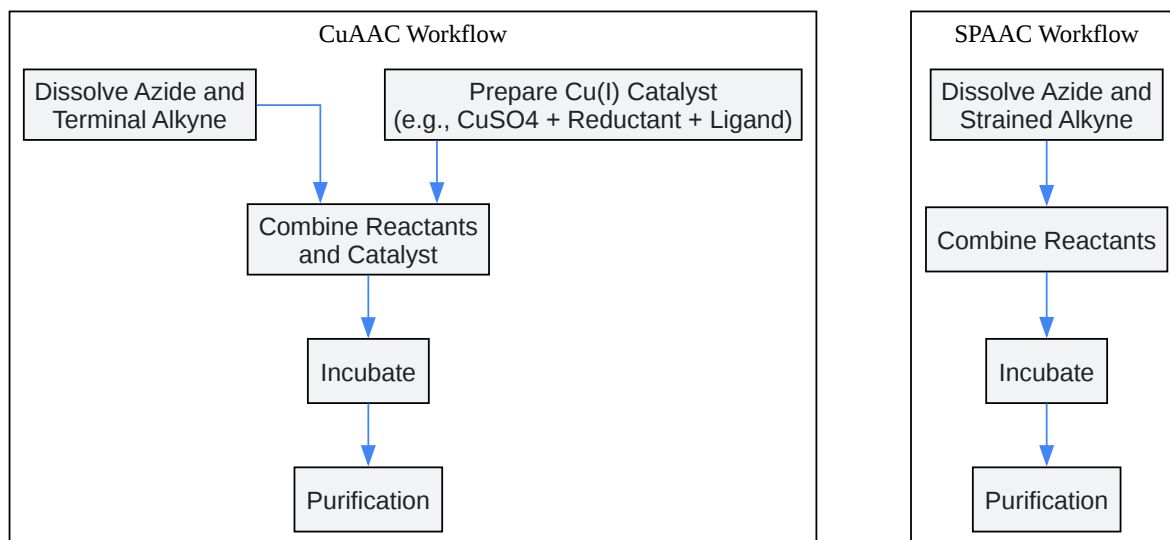 CuAAC Workflow
Dissolve Azide and
Terminal Alkyne
Prepare Cu(I) Catalyst
(e.g., CuSO4 + Reductant + Ligand)
Combine Reactants
and Catalyst
Incubate
Purification
SPAAC Workflow
Dissolve Azide and
Strained Alkyne
Combine Reactants
Incubate
Purification